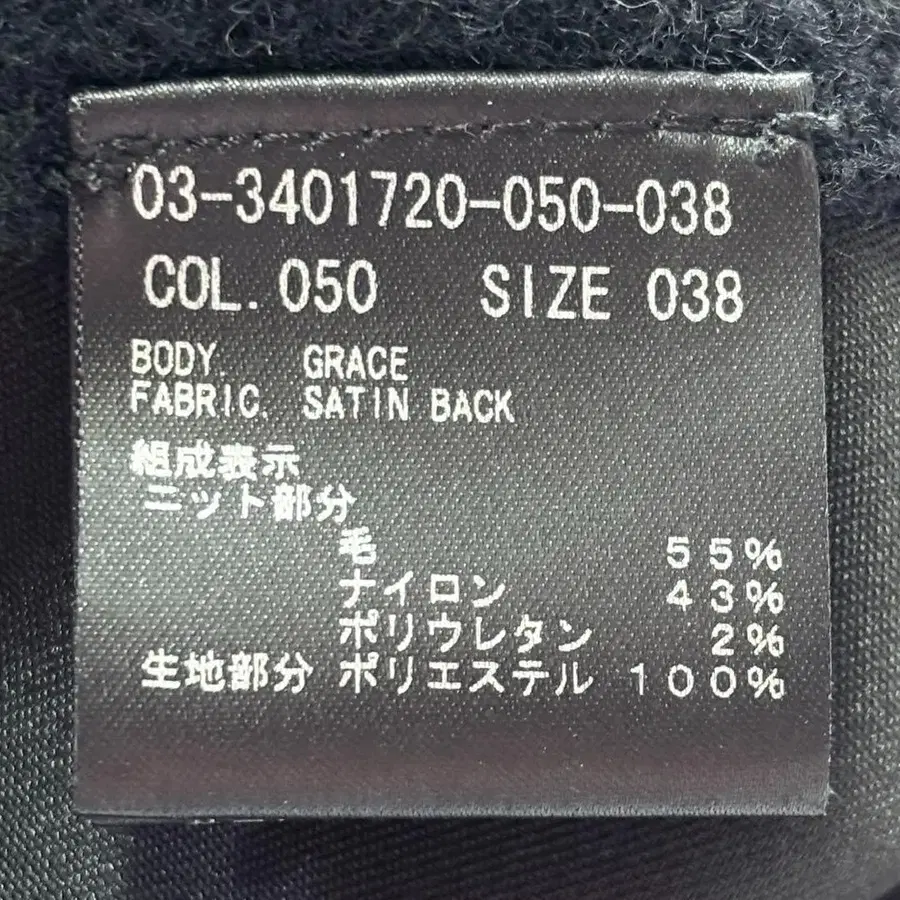 03-3401720-050-038
COL. 050 SIZE 038
BODY. GRACE
FABRIC. SATIN BACK
組成表示
ニット部分
毛 55%
ナイロン 43%
ポリウレタン 2%
生地部分 ポリエステル 100%